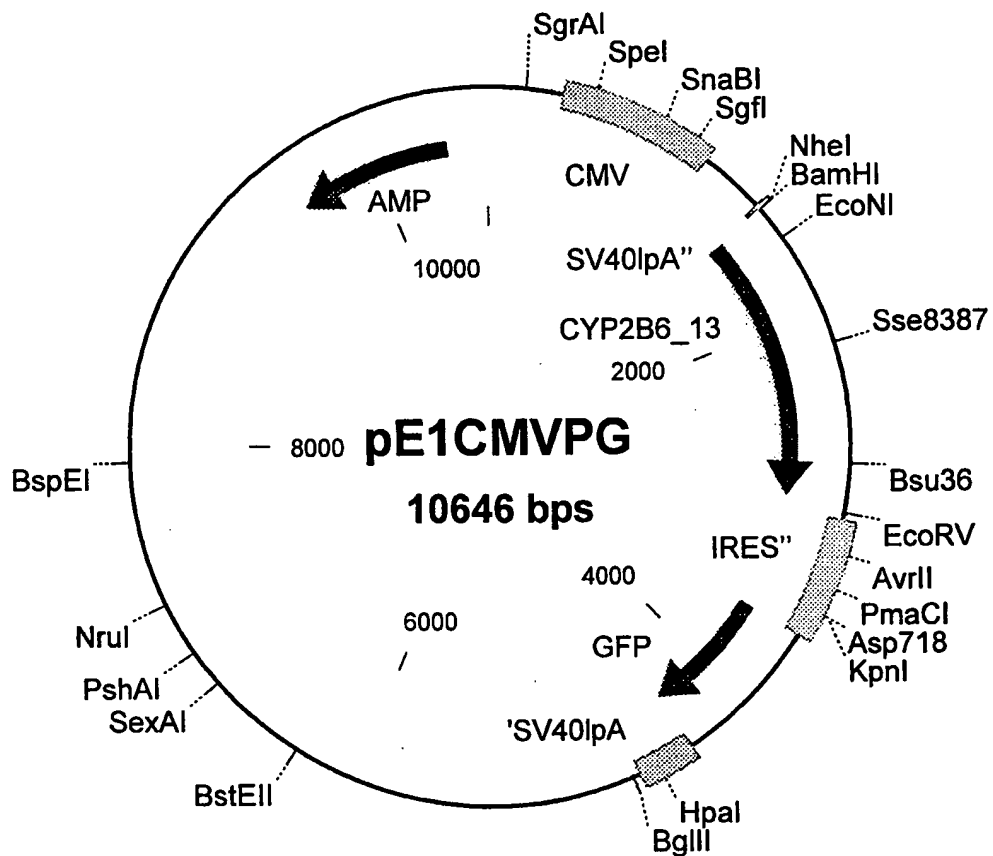 SgrAI
SpeI
SnaBI
SgfI
NheI
BamHI
EcoNI
CMV
AMP
10000
SV40lpA''
CYP2B6_13
2000
Sse8387
8000
pE1CMVPG
10646 bps
BspEI
Bsu36
EcoRV
IRES''
AvrII
PmaCI
Asp718
KpnI
4000
6000
GFP
NruI
PshAI
SexAI
'SV40lpA
BstEII
HpaI
BglII